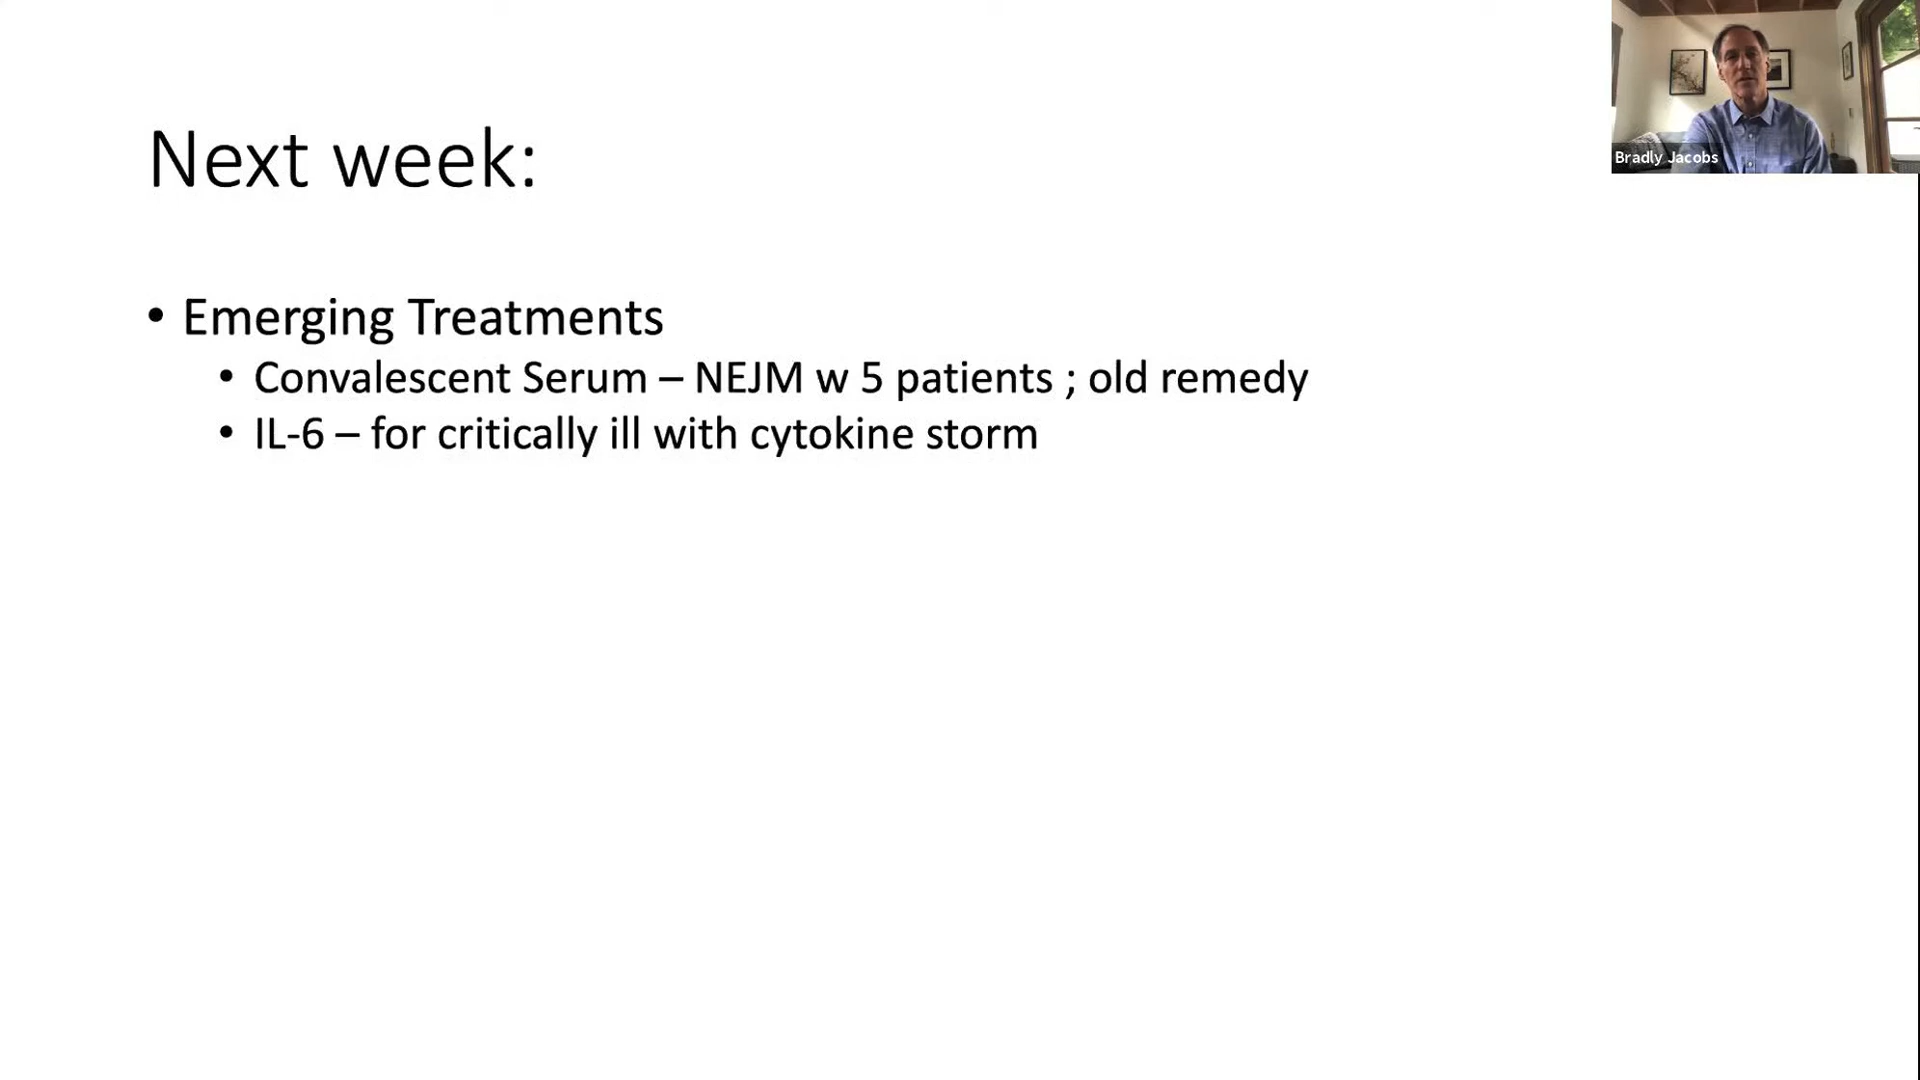 Next week:
• Emerging Treatments
• Convalescent Serum – NEJM w 5 patients ; old remedy
• IL-6 – for critically ill with cytokine storm
Bradly Jacobs